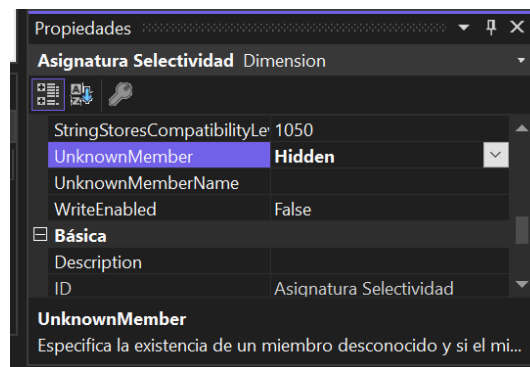 Propiedades
Asignatura Selectividad Dimension
StringStoresCompatibilityLe 1050
UnknownMember Hidden
UnknownMemberName
WriteEnabled False
Básica
Description
ID Asignatura Selectividad
UnknownMember
Especifica la existencia de un miembro desconocido y si el mi...